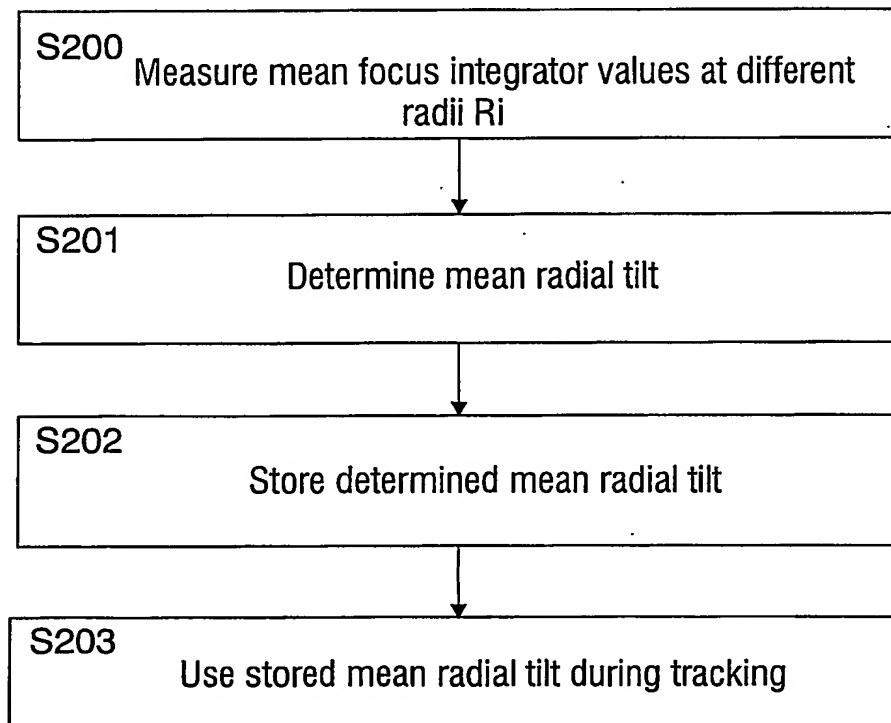 S200
Measure mean focus integrator values at different
radii Ri
S201
Determine mean radial tilt
S202
Store determined mean radial tilt
S203
Use stored mean radial tilt during tracking